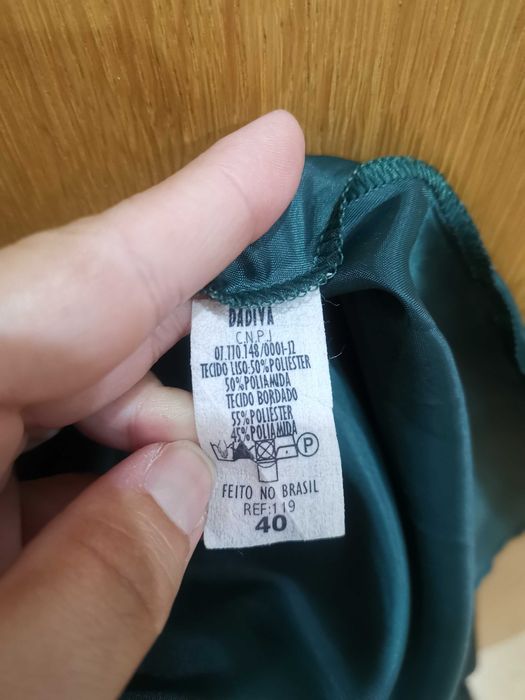 DADIVA
C.N.P.J
07.770.748/0001-12
TECIDO LISO:50%POLIESTER
50%POLIAMIDA
TECIDO BORDADO
55%POLIESTER
45%POLIAMIDA
P
FEITO NO BRASIL
REF:119
40